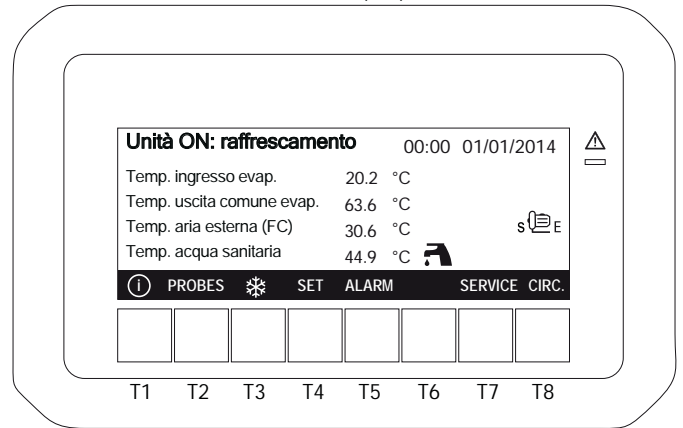 Unità ON: raffrescamento 00:00 01/01/2014
Temp. ingresso evap. 20.2 °C
Temp. uscita comune evap. 63.6 °C
Temp. aria esterna (FC) 30.6 °C
S E
Temp. acqua sanitaria 44.9 °C
i PROBES SET ALARM SERVICE CIRC.
T1 T2 T3 T4 T5 T6 T7 T8